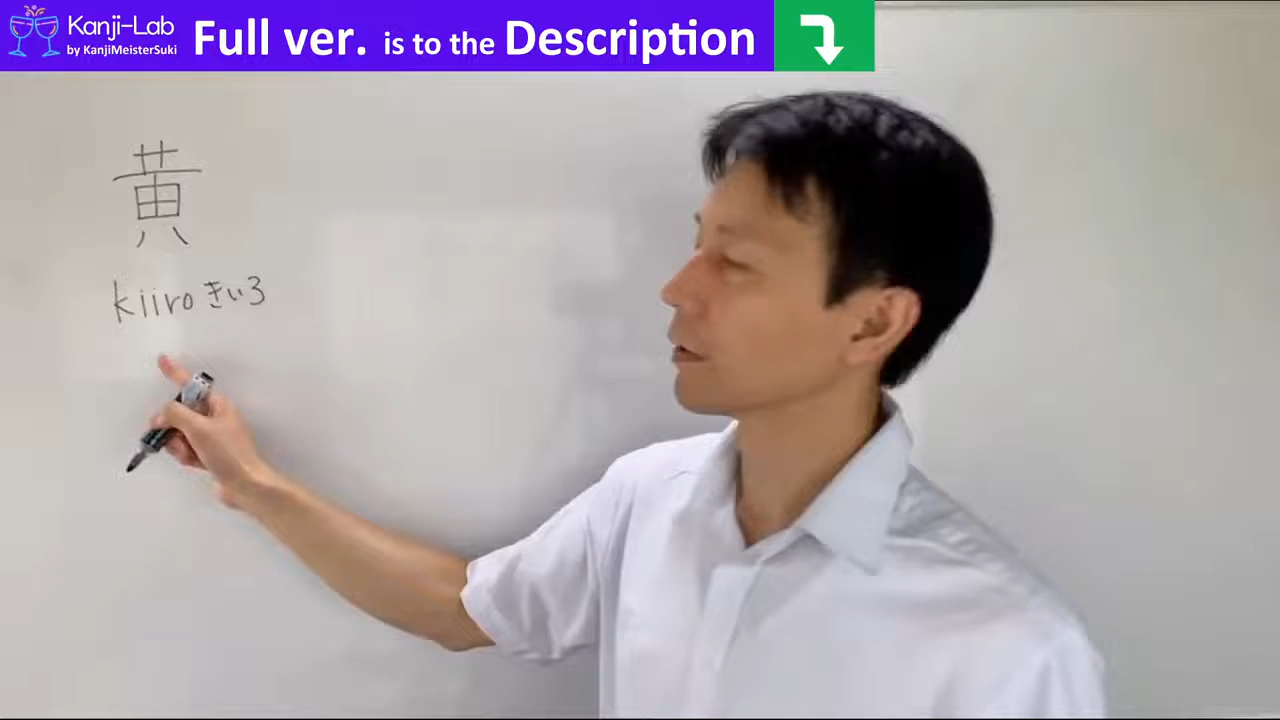 Kanji-Lab
by KanjiMeisterSuki
Full ver. is to the Description
黄
kiiro きいろ